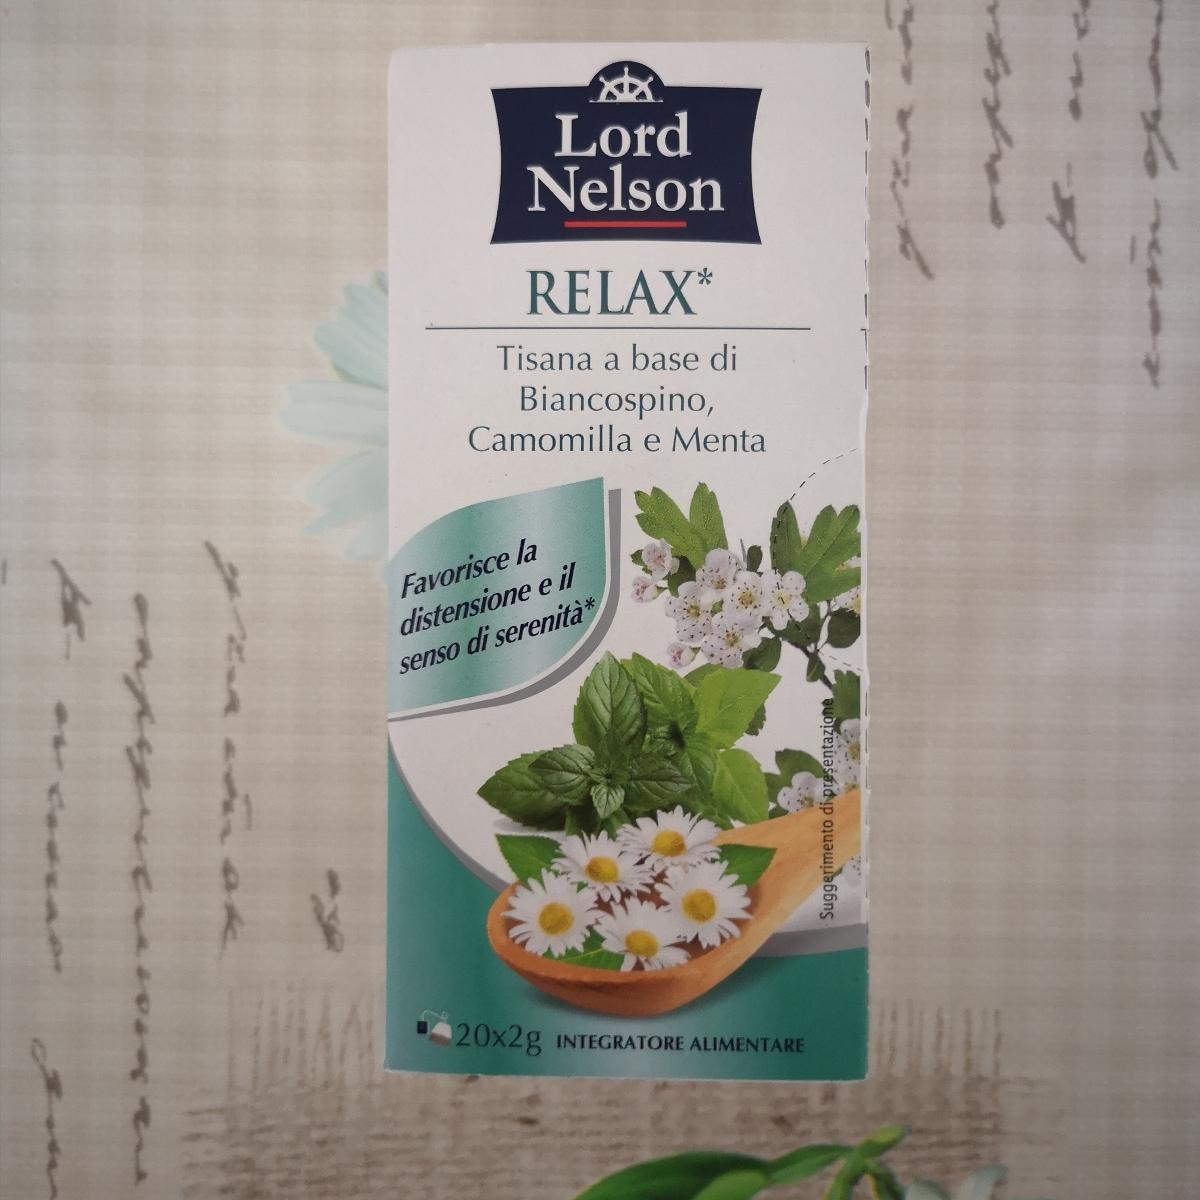 Lord
Nelson
RELAX*
Tisana a base di
Biancospino,
Camomilla e Menta
Favorisce la
distensione e il
senso di serenità*
Suggerimento di presentazione
20x2g INTEGRATORE ALIMENTARE